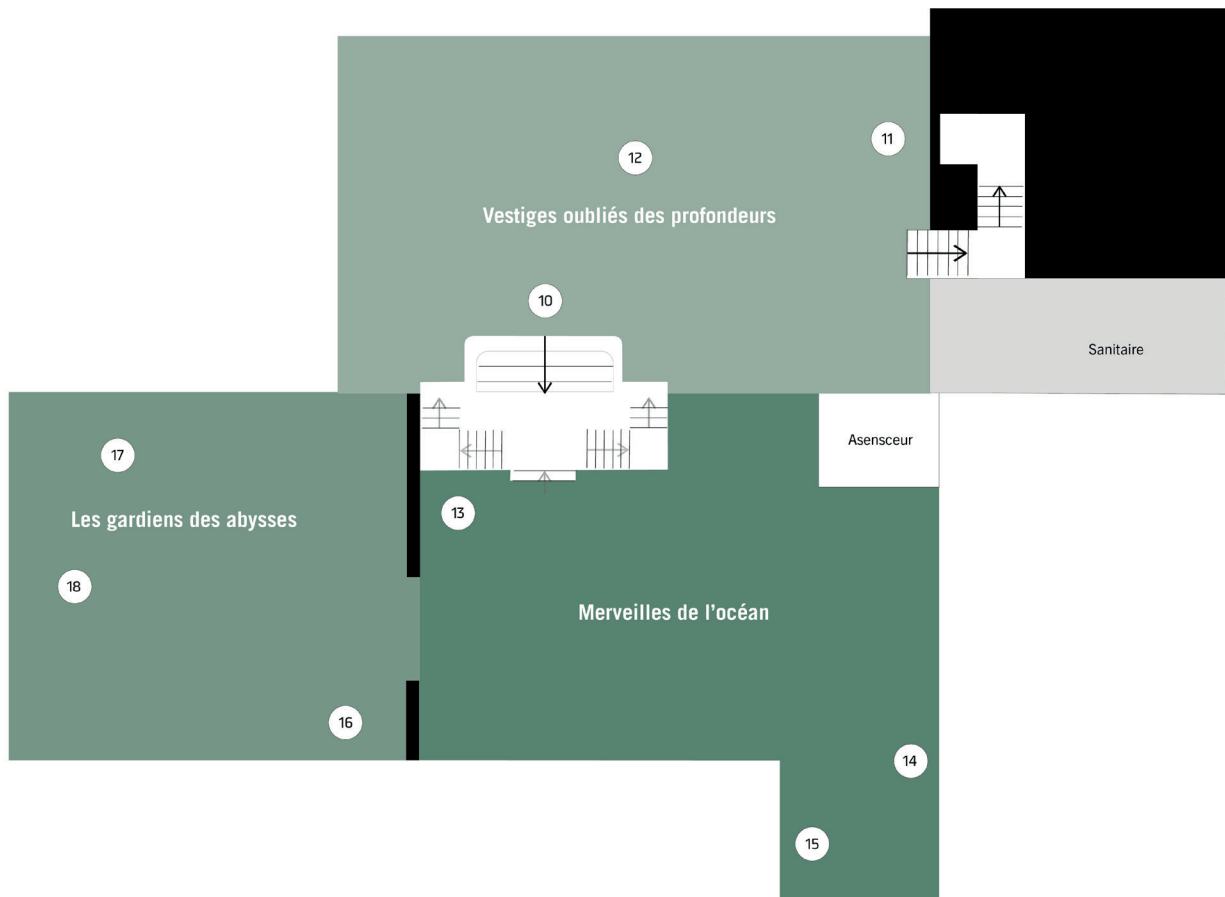 11
12
Vestiges oubliés des profondeurs
10
Sanitaire
Asensceur
17
Les gardiens des abysses
13
18
Merveilles de l'océan
16
14
15